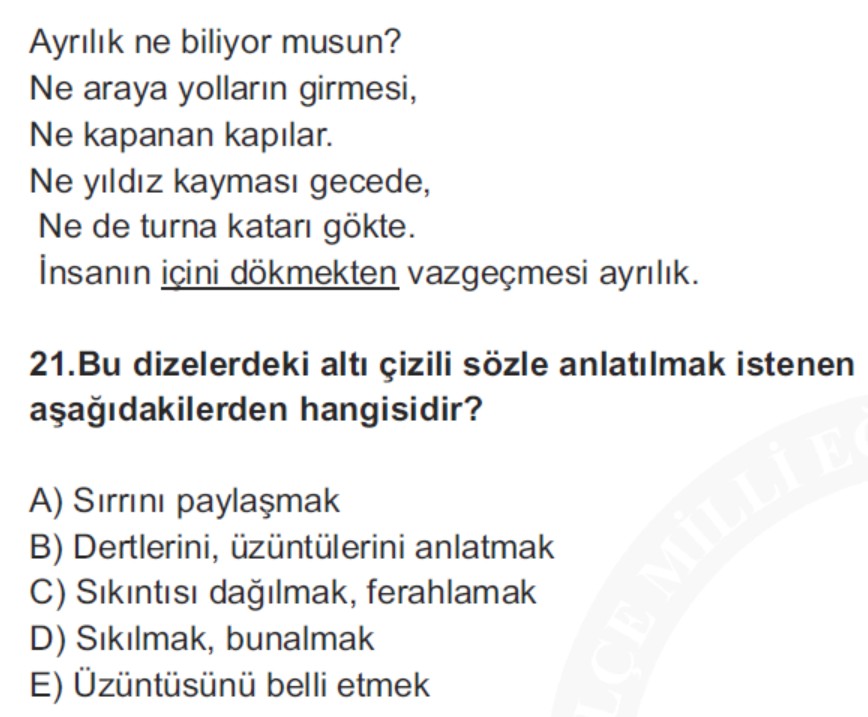 Ayrılık ne biliyor musun?
Ne araya yolların girmesi,
Ne kapanan kapılar.
Ne yıldız kayması gecede,
Ne de turna katarı gökte.
İnsanın içini dökmekten vazgeçmesi ayrılık.
21.Bu dizelerdeki altı çizili sözle anlatılmak istenen
aşağıdakilerden hangisidir?
A) Sırrını paylaşmak
B) Dertlerini, üzüntülerini anlatmak
C) Sıkıntısı dağılmak, ferahlamak
D) Sıkılmak, bunalmak
E) Üzüntüsünü belli etmek
LÇE MİLLİ E